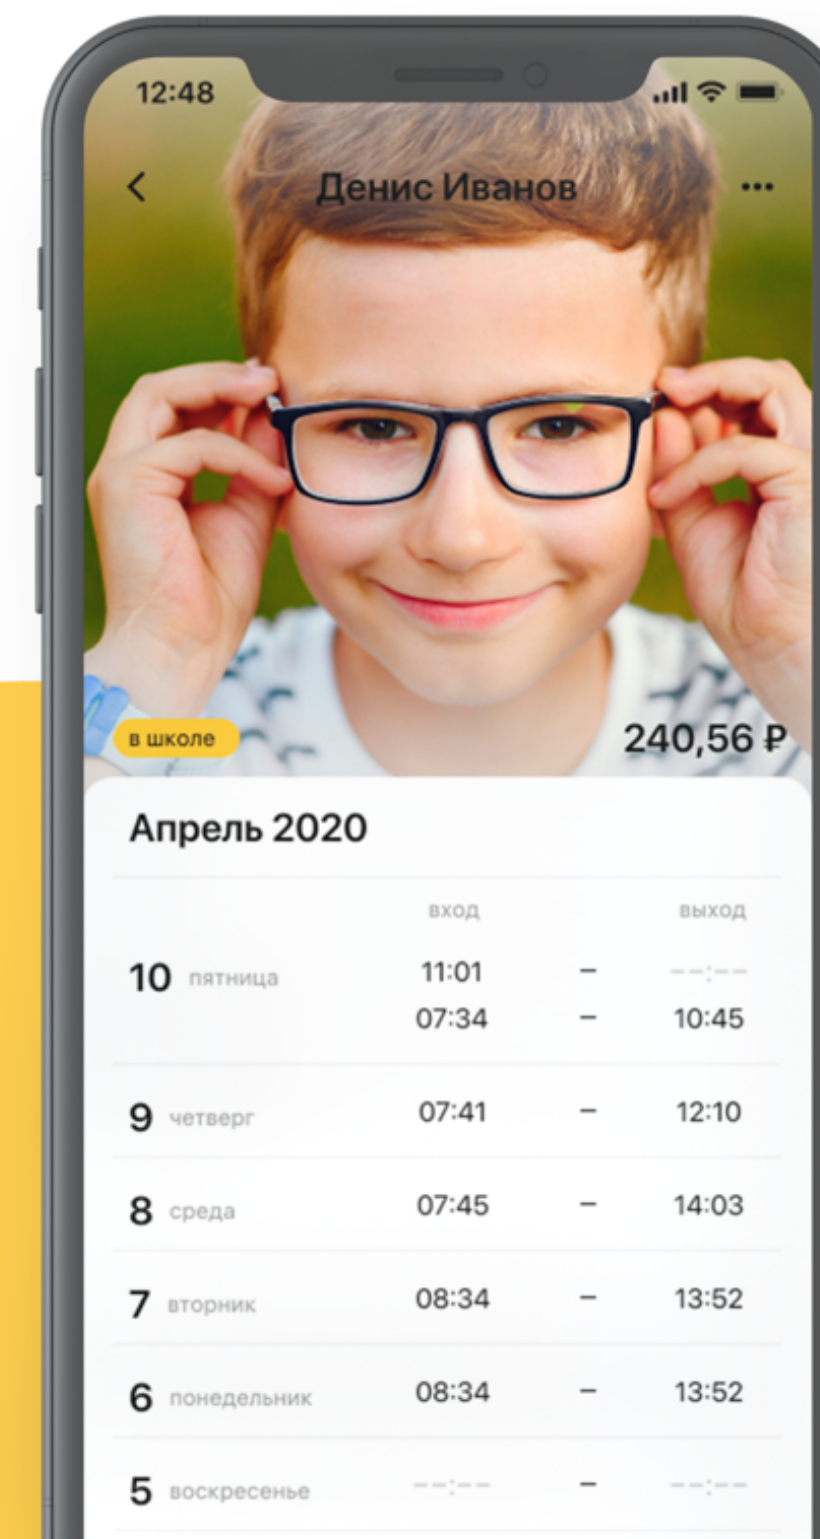 12:48
Денис Иванов
в школе 240,56 ₽
Апрель 2020
вход выход
10 пятница 11:01 – --:--
07:34 – 10:45
9 четверг 07:41 – 12:10
8 среда 07:45 – 14:03
7 вторник 08:34 – 13:52
6 понедельник 08:34 – 13:52
5 воскресенье --:-- – --:--